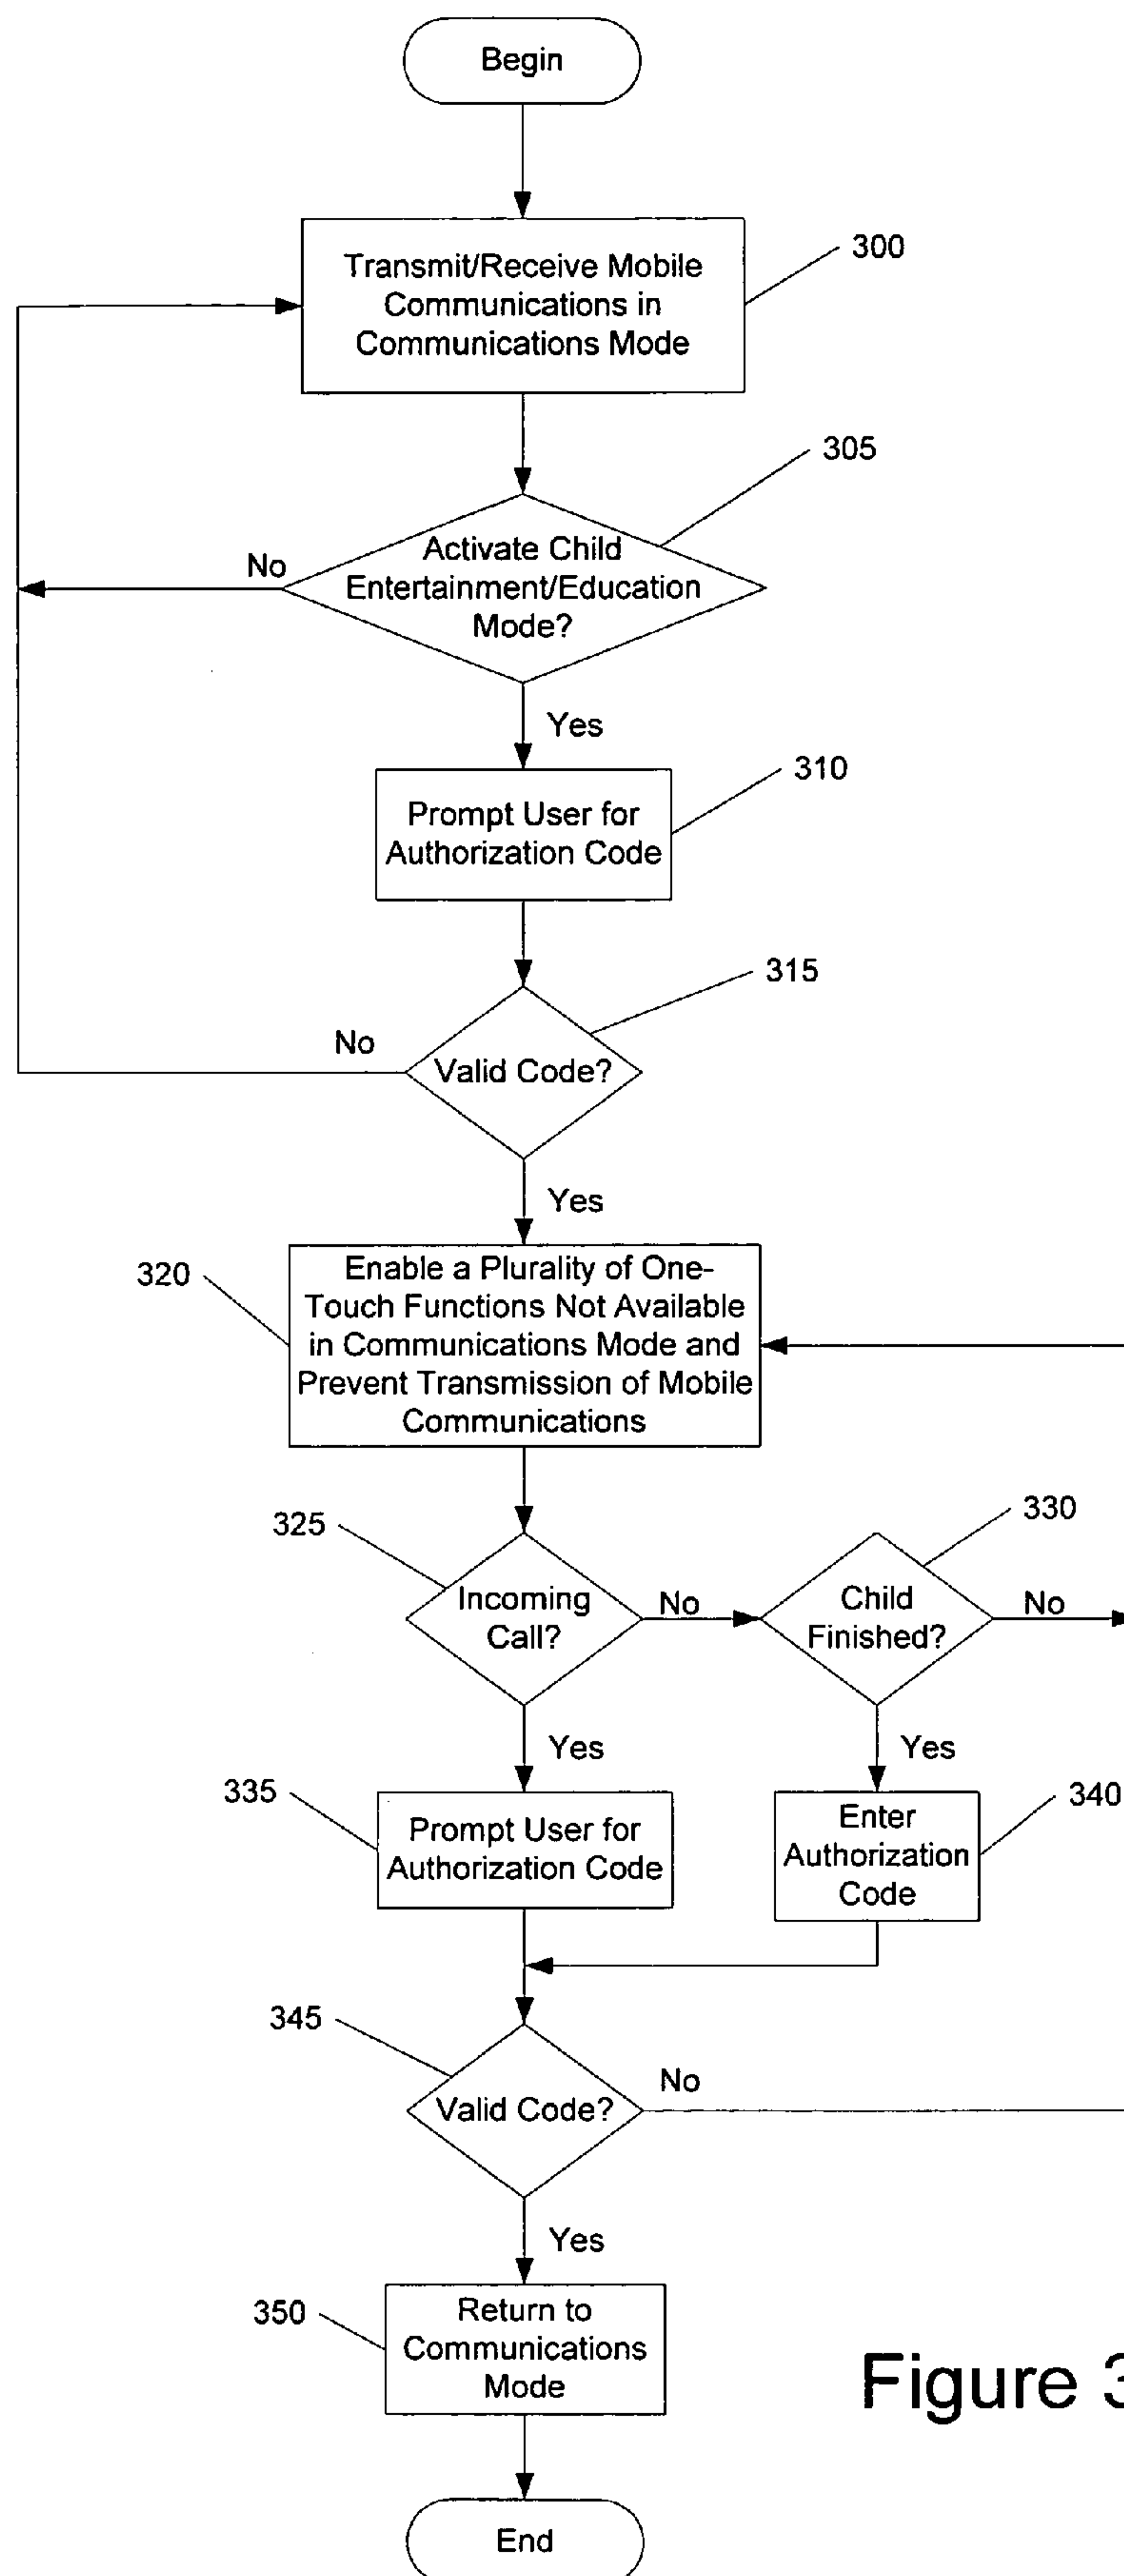 Begin
Transmit/Receive Mobile
Communications in
Communications Mode
300
305
Activate Child
Entertainment/Education
Mode?
No
Yes
310
Prompt User for
Authorization Code
315
No
Valid Code?
Yes
320
Enable a Plurality of One-
Touch Functions Not Available
in Communications Mode and
Prevent Transmission of Mobile
Communications
325
330
Incoming
Call?
No
Child
Finished?
No
Yes
Yes
335
Prompt User for
Authorization Code
340
Enter
Authorization
Code
345
Valid Code?
No
Yes
350
Return to
Communications
Mode
Figure 3
End